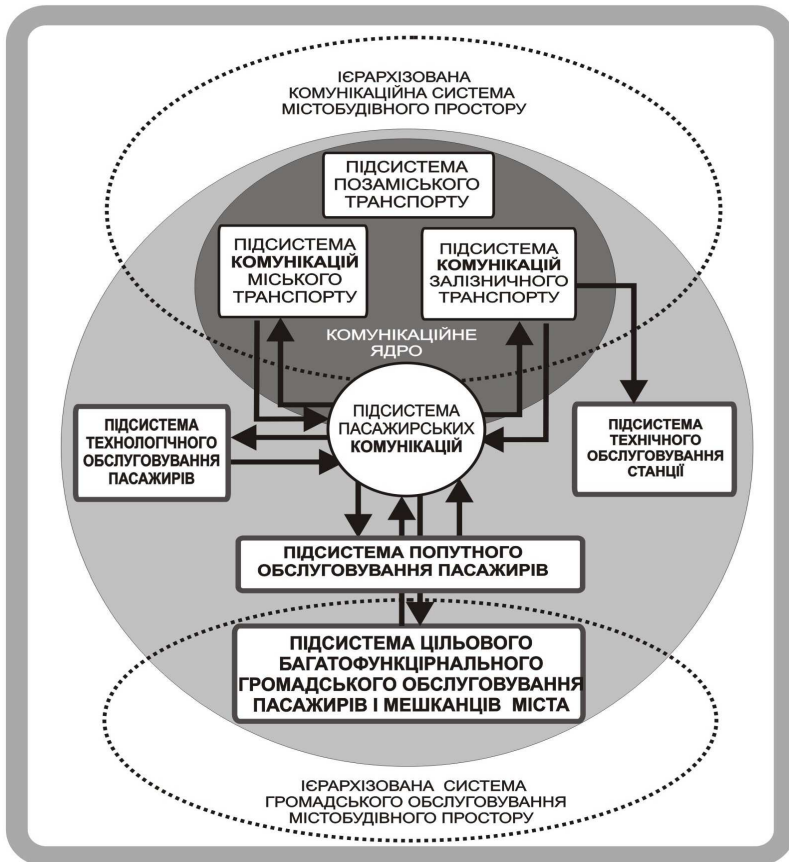 ІЄРАРХІЗОВАНА
КОМУНІКАЦІЙНА СИСТЕМА
МІСТОБУДІВНОГО ПРОСТОРУ
ПІДСИСТЕМА
ПОЗАМІСЬКОГО
ТРАНСПОРТУ
ПІДСИСТЕМА
КОМУНІКАЦІЙ
МІСЬКОГО
ТРАНСПОРТУ
ПІДСИСТЕМА
КОМУНІКАЦІЙ
ЗАЛІЗНИЧНОГО
ТРАНСПОРТУ
КОМУНІКАЦІЙНЕ
ЯДРО
ПІДСИСТЕМА
ПАСАЖИРСЬКИХ
КОМУНІКАЦІЙ
ПІДСИСТЕМА
ТЕХНОЛОГІЧНОГО
ОБСЛУГОВУВАННЯ
ПАСАЖИРІВ
ПІДСИСТЕМА
ТЕХНІЧНОГО
ОБСЛУГОВУВАННЯ
СТАНЦІЇ
ПІДСИСТЕМА ПОПУТНОГО
ОБСЛУГОВУВАННЯ ПАСАЖИРІВ
ПІДСИСТЕМА ЦІЛЬОВОГО
БАГАТОФУНКЦІРНАЛЬНОГО
ГРОМАДСЬКОГО ОБСЛУГОВУВАННЯ
ПАСАЖИРІВ І МЕШКАНЦІВ МІСТА
ІЄРАРХІЗОВАНА СИСТЕМА
ГРОМАДСЬКОГО ОБСЛУГОВУВАННЯ
МІСТОБУДІВНОГО ПРОСТОРУ